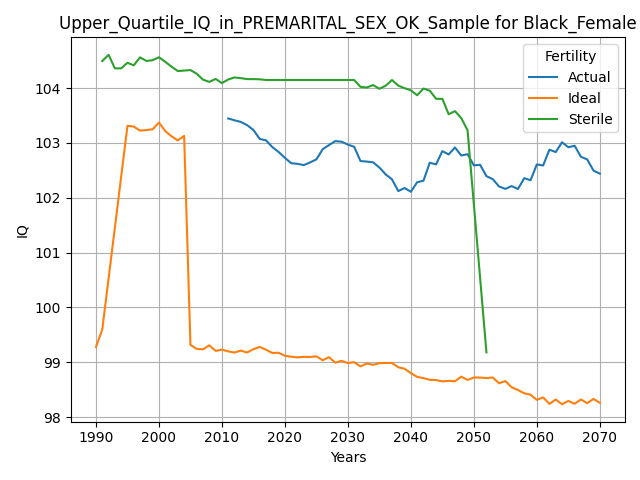 Upper_Quartile_IQ_in_PREMARITAL_SEX_OK_Sample for Black_Female
Fertility
Actual
Ideal
Sterile
IQ
104
103
102
101
100
99
98
1990 2000 2010 2020 2030 2040 2050 2060 2070
Years